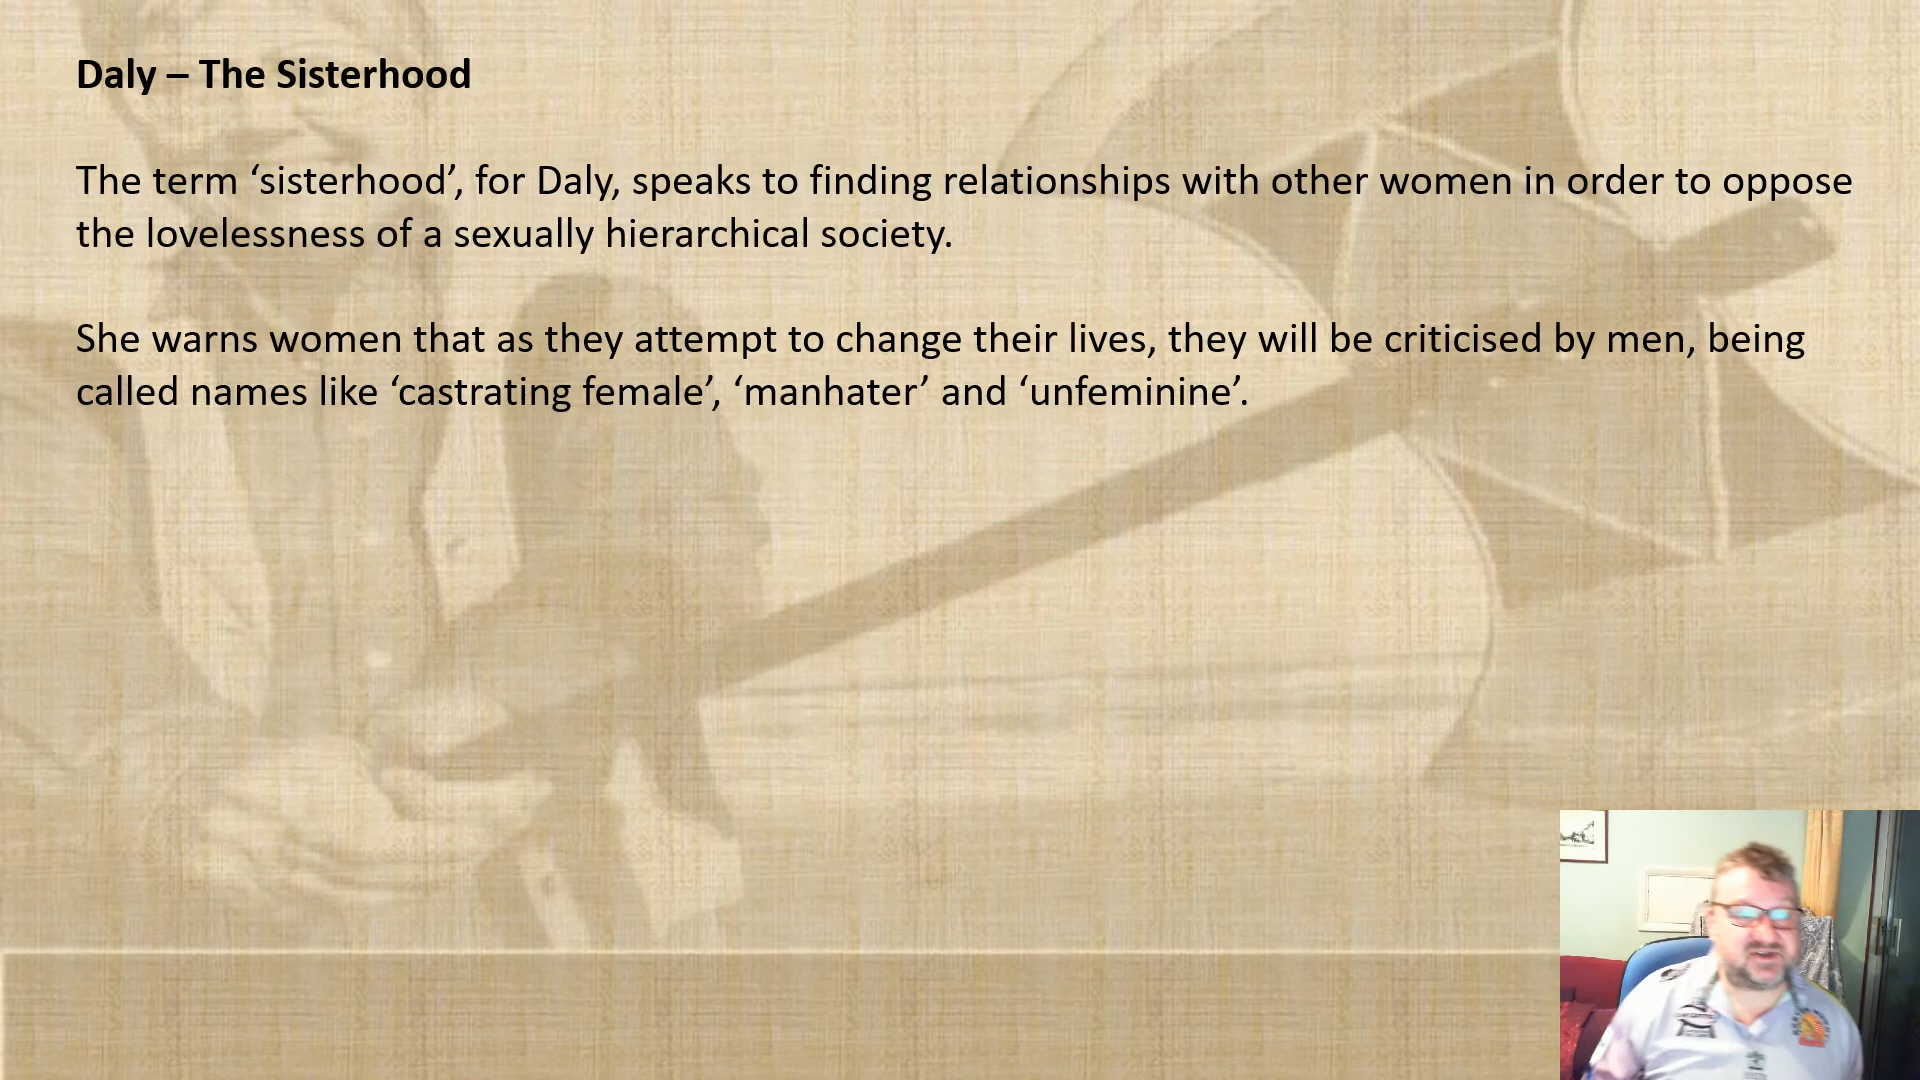 Daly – The Sisterhood
The term ‘sisterhood’, for Daly, speaks to finding relationships with other women in order to oppose
the lovelessness of a sexually hierarchical society.
She warns women that as they attempt to change their lives, they will be criticised by men, being
called names like ‘castrating female’, ‘manhater’ and ‘unfeminine’.